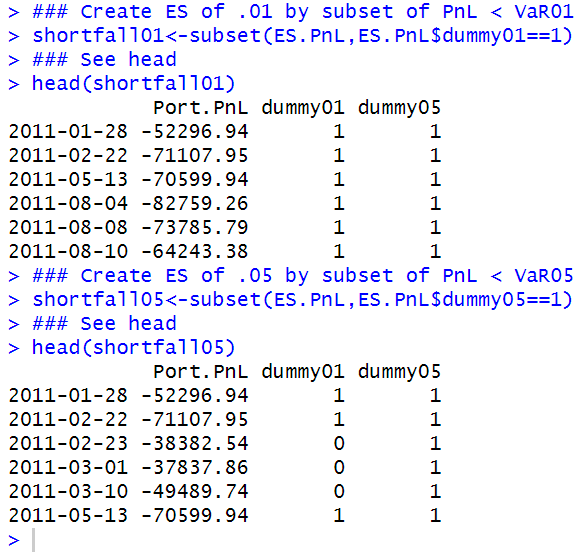 > ### Create ES of .01 by subset of PnL < VaR01
> shortfall01<-subset(ES.PnL,ES.PnL$dummy01==1)
> ### See head
> head(shortfall01)
            Port.PnL dummy01 dummy05
2011-01-28 -52296.94       1       1
2011-02-22 -71107.95       1       1
2011-05-13 -70599.94       1       1
2011-08-04 -82759.26       1       1
2011-08-08 -73785.79       1       1
2011-08-10 -64243.38       1       1
> ### Create ES of .05 by subset of PnL < VaR05
> shortfall05<-subset(ES.PnL,ES.PnL$dummy05==1)
> ### See head
> head(shortfall05)
            Port.PnL dummy01 dummy05
2011-01-28 -52296.94       1       1
2011-02-22 -71107.95       1       1
2011-02-23 -38382.54       0       1
2011-03-01 -37837.86       0       1
2011-03-10 -49489.74       0       1
2011-05-13 -70599.94       1       1
>